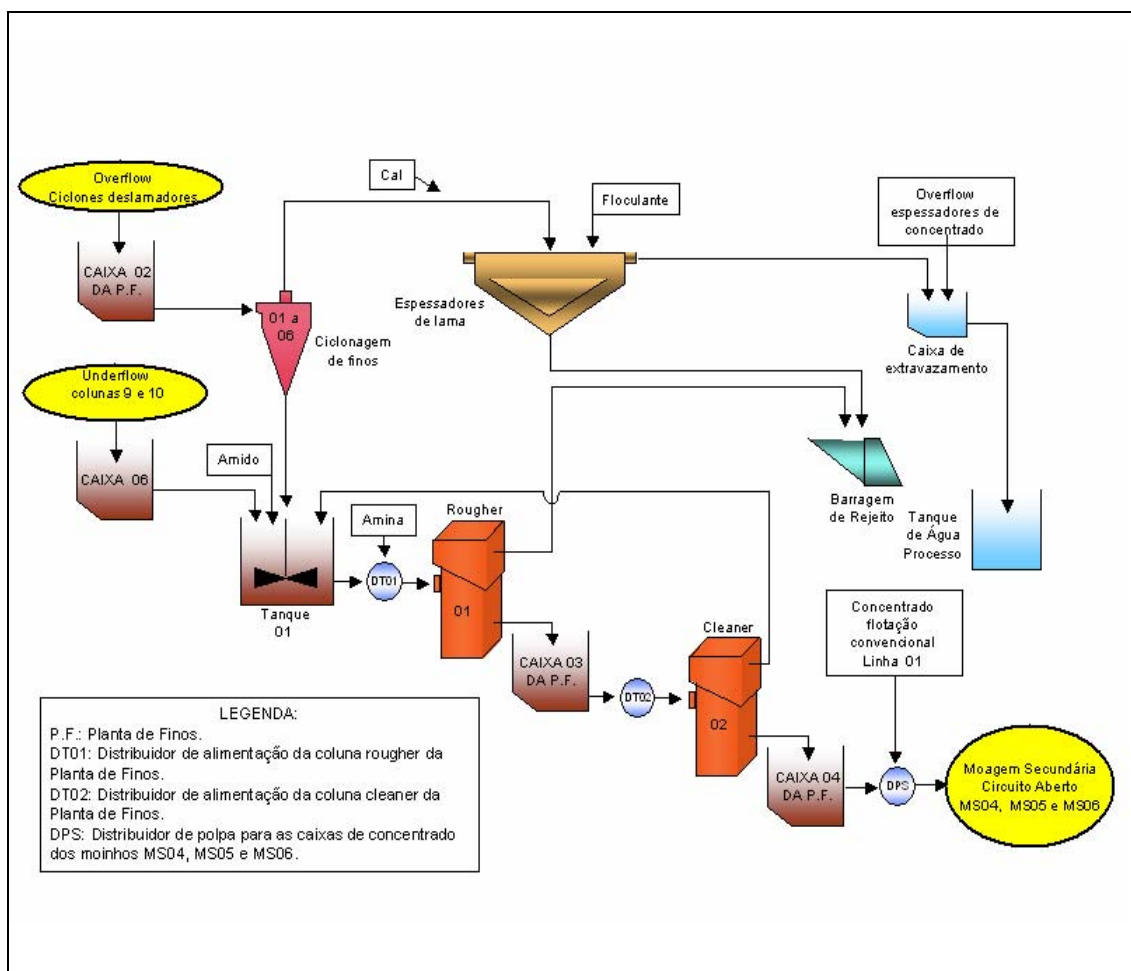 Overflow
Ciclones deslamadores
CAIXA 02
DA P.F.
Cal
Floculante
Overflow
espessadores de
concentrado
01 a
06
Ciclonagem
de finos
Espessadores
de lama
Caixa de
extravazamento
Underflow
colunas 9 e 10
CAIXA 06
Amido
Barragem
de Rejeito
Tanque
de Água
Processo
Amina
Rougher
DT01
01
Tanque
01
CAIXA 03
DA P.F.
DT02
Cleaner
02
Concentrado
flotação
convencional
Linha 01
CAIXA 04
DA P.F.
DPS
Moagem Secundária
Circuito Aberto
MS04, MS05 e MS06
LEGENDA:
P.F.: Planta de Finos.
DT01: Distribuidor de alimentação da coluna rougher da
Planta de Finos.
DT02: Distribuidor de alimentação da coluna cleaner da
Planta de Finos.
DPS: Distribuidor de polpa para as caixas de concentrado
dos moinhos MS04, MS05 e MS06.